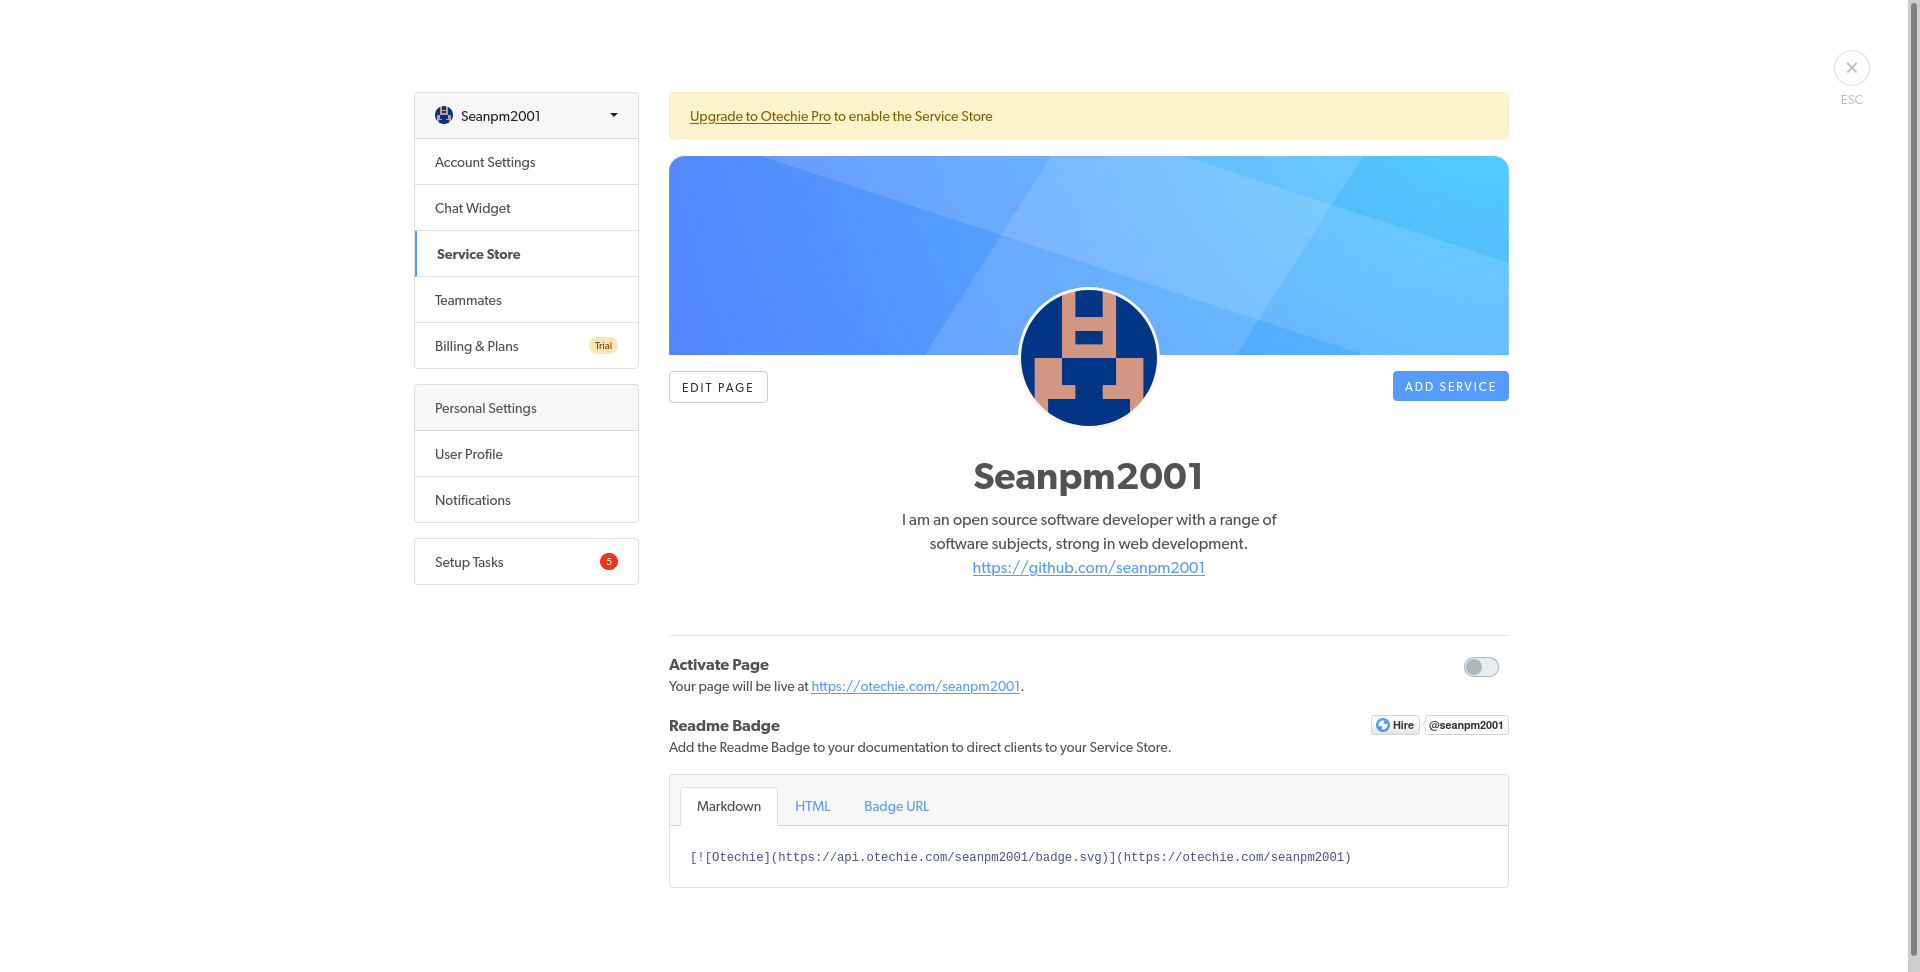 ESC
Seanpm2001
Account Settings
Chat Widget
Service Store
Teammates
Billing & Plans Trial
Personal Settings
User Profile
Notifications
Setup Tasks 5
Upgrade to Otechie Pro to enable the Service Store
EDIT PAGE
ADD SERVICE
Seanpm2001
I am an open source software developer with a range of
software subjects, strong in web development.
https://github.com/seanpm2001
Activate Page
Your page will be live at https://otechie.com/seanpm2001.
Readme Badge
Hire @seanpm2001
Add the Readme Badge to your documentation to direct clients to your Service Store.
Markdown HTML Badge URL
[![Otechie](https://api.otechie.com/seanpm2001/badge.svg)](https://otechie.com/seanpm2001)